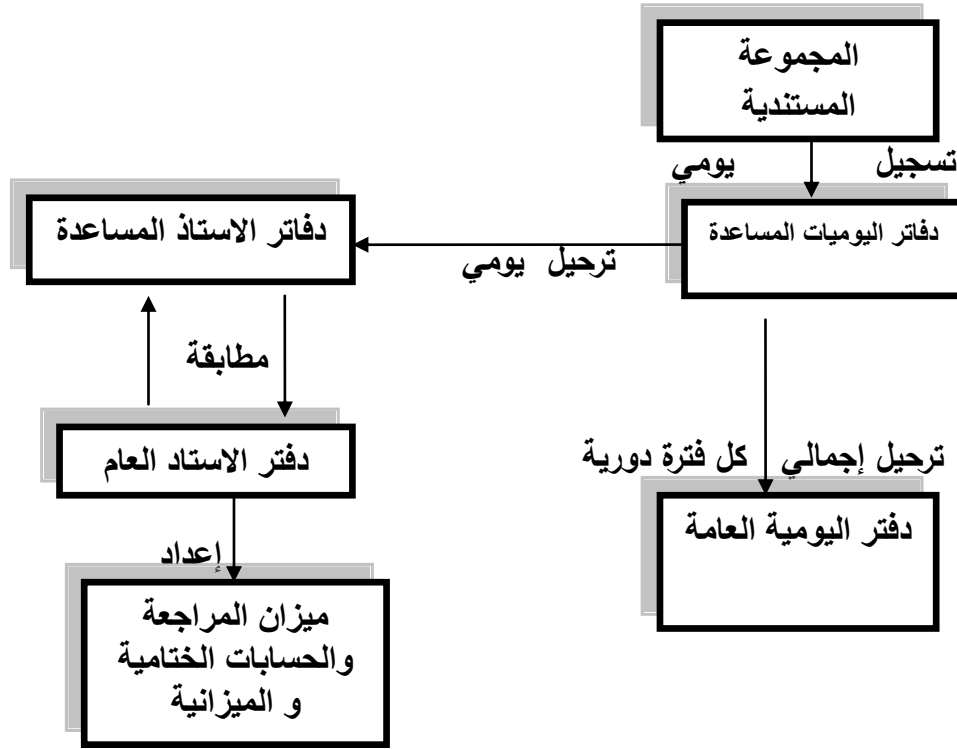 المجموعة
المستندية
تسجيل يومي
دفاتر اليوميات المساعدة
ترحيل يومي
دفاتر الاستاذ المساعدة
مطابقة
دفتر الاستاد العام
ترحيل إجمالي كل فترة دورية
دفتر اليومية العامة
إعداد
ميزان المراجعة
والحسابات الختامية
و الميزانية